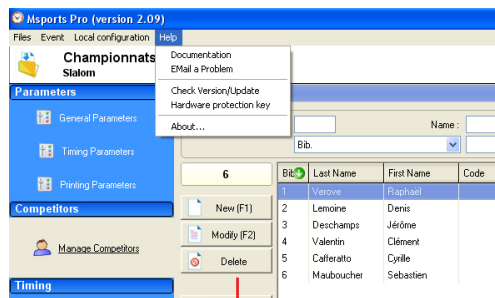 Msports Pro (version 2.09)
Files Event Local configuration Help
Championnats
Slalom
Documentation
EMail a Problem
Check Version/Update
Hardware protection key
About...
Parameters
General Parameters
Timing Parameters
Printing Parameters
Competitors
Manage Competitors
Timing
Name :
Bib.
6
New (F1)
Modify (F2)
Delete
Bib Last Name First Name Code
1 Verove Raphaël
2 Lemoine Denis
3 Deschamps Jérôme
4 Valentin Clément
5 Cafferatto Cyrille
6 Mauboucher Sebastien